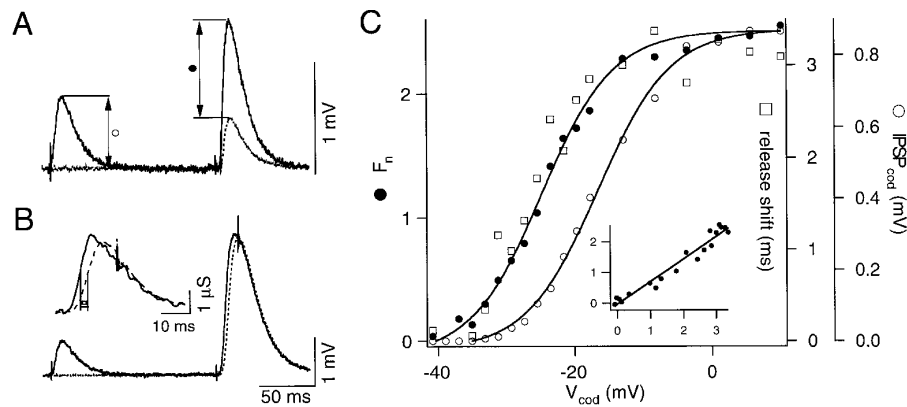 A
1 mV
B
1 µS
10 ms
1 mV
50 ms
C
2
1
0
● Fn
-40
-20
0
Vcod (mV)
3
2
1
0
□ release shift (ms)
0.8
0.6
0.4
0.2
0.0
○ IPSPcod (mV)
2
1
0
0 1 2 3